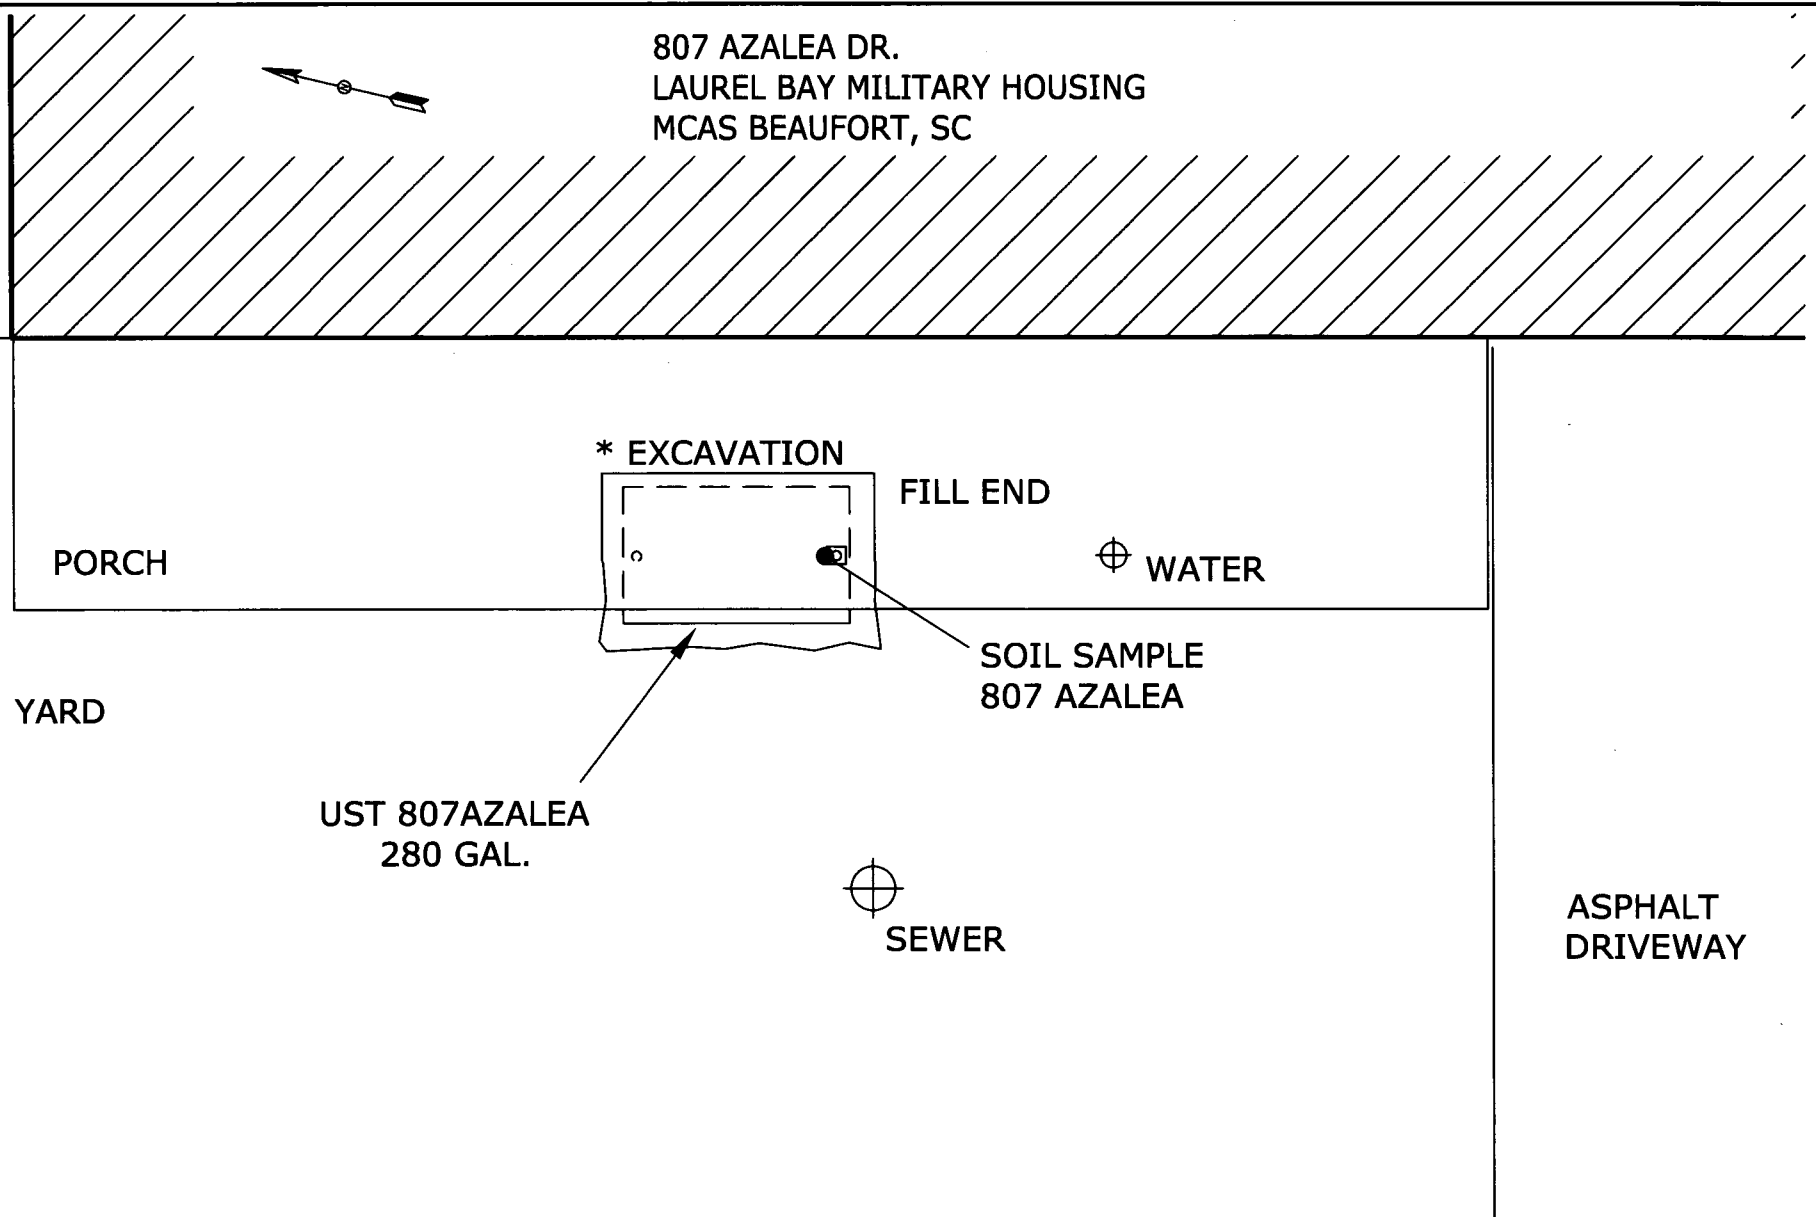 807 AZALEA DR.
LAUREL BAY MILITARY HOUSING
MCAS BEAUFORT, SC
N
* EXCAVATION
FILL END
PORCH
WATER
SOIL SAMPLE
807 AZALEA
YARD
UST 807AZALEA
280 GAL.
SEWER
ASPHALT
DRIVEWAY